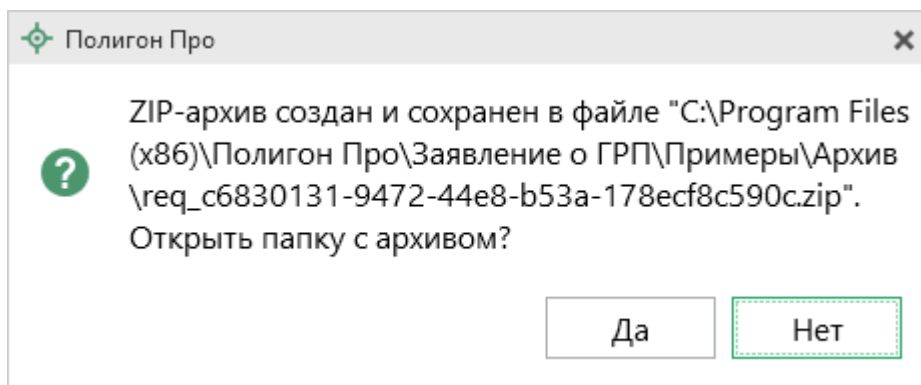 Полигон Про
ZIP-архив создан и сохранен в файле "C:\Program Files
(x86)\Полигон Про\Заявление о ГРП\Примеры\Архив
\req_c6830131-9472-44e8-b53a-178ecf8c590c.zip".
Открыть папку с архивом?
Да
Нет